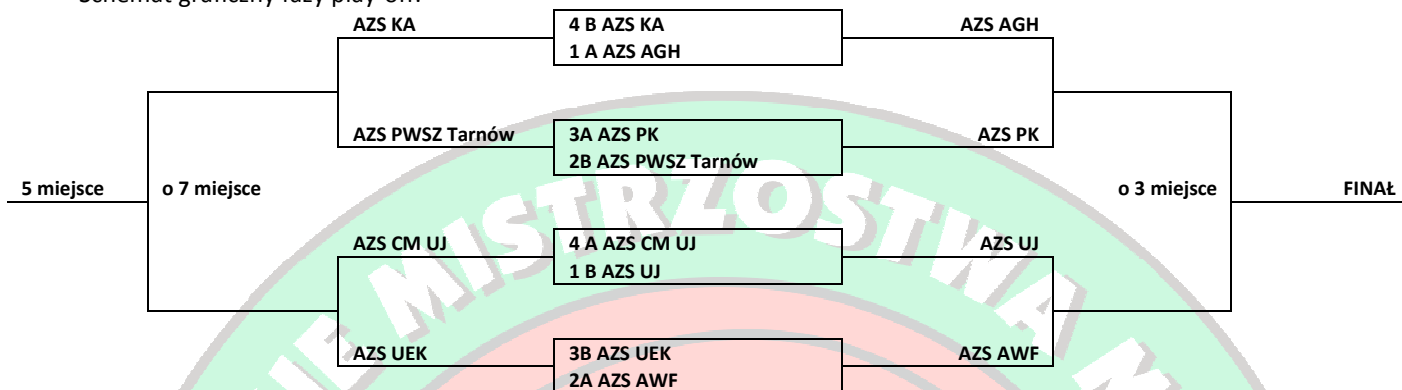 Schemat graficzny fazy play-off:
AZS KA 4 B AZS KA AZS AGH
1 A AZS AGH
AZS PWSZ Tarnów 3A AZS PK AZS PK
2B AZS PWSZ Tarnów
5 miejsce o 7 miejsce o 3 miejsce FINAŁ
AZS CM UJ 4 A AZS CM UJ AZS UJ
1 B AZS UJ
AZS UEK 3B AZS UEK AZS AWF
2A AZS AWF
IE MISTRZOSTWA M